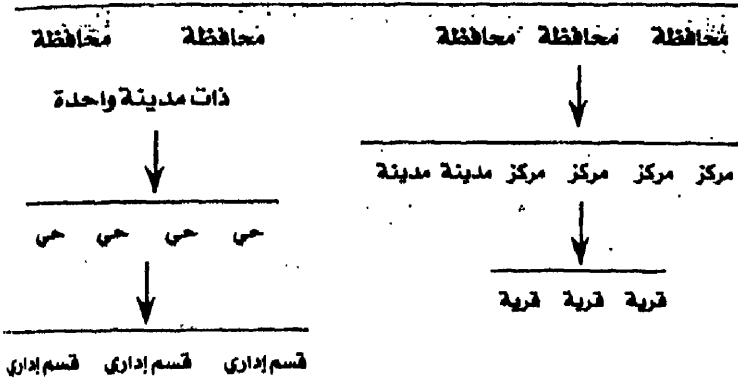 محافظة محافظة محافظة محافظة محافظة
ذات مدينة واحدة
مركز مركز مركز مركز مدينة مدينة
حي حي حي حي
قرية قرية قرية
قسم إداري قسم إداري قسم إداري